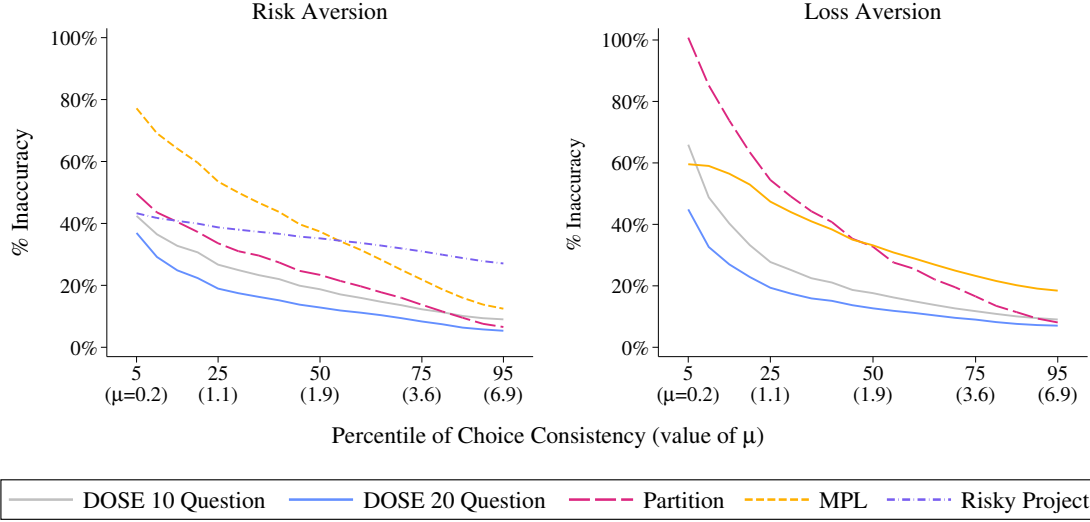 Risk Aversion
Loss Aversion
% Inaccuracy
100%
80%
60%
40%
20%
0%
5
25
50
75
95
(μ=0.2)
(1.1)
(1.9)
(3.6)
(6.9)
% Inaccuracy
100%
80%
60%
40%
20%
0%
5
25
50
75
95
(μ=0.2)
(1.1)
(1.9)
(3.6)
(6.9)
Percentile of Choice Consistency (value of μ)
DOSE 10 Question
DOSE 20 Question
Partition
MPL
Risky Project